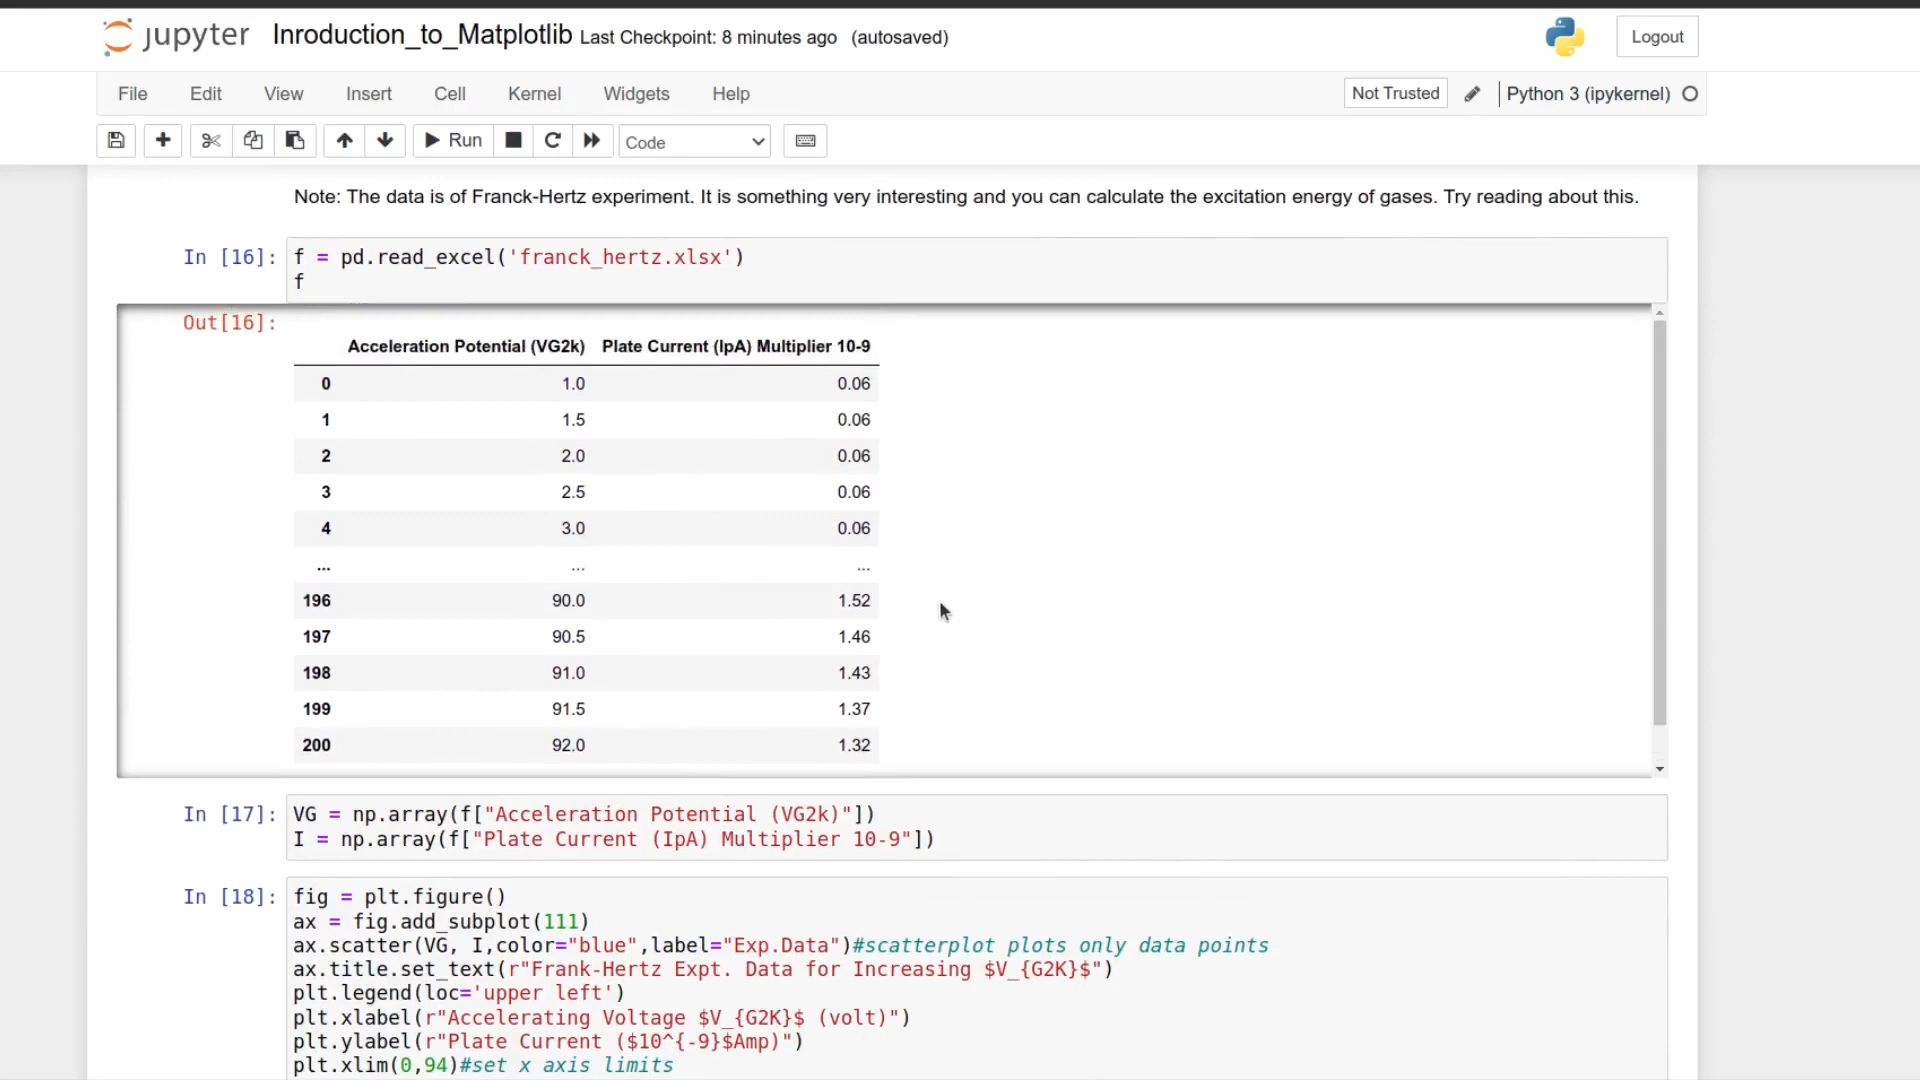 jupyter Inroduction_to_Matplotlib Last Checkpoint: 8 minutes ago (autosaved) Logout
File Edit View Insert Cell Kernel Widgets Help Not Trusted Python 3 (ipykernel)
Run Code
Note: The data is of Franck-Hertz experiment. It is something very interesting and you can calculate the excitation energy of gases. Try reading about this.
In [16]: f = pd.read_excel('franck_hertz.xlsx')
f
Out[16]:
Acceleration Potential (VG2k) Plate Current (IpA) Multiplier 10-9
0 1.0 0.06
1 1.5 0.06
2 2.0 0.06
3 2.5 0.06
4 3.0 0.06
... ... ...
196 90.0 1.52
197 90.5 1.46
198 91.0 1.43
199 91.5 1.37
200 92.0 1.32
In [17]: VG = np.array(f["Acceleration Potential (VG2k)"])
I = np.array(f["Plate Current (IpA) Multiplier 10-9"])
In [18]: fig = plt.figure()
ax = fig.add_subplot(111)
ax.scatter(VG, I,color="blue",label="Exp.Data")#scatterplot plots only data points
ax.title.set_text(r"Frank-Hertz Expt. Data for Increasing $V_{G2K}$")
plt.legend(loc='upper left')
plt.xlabel(r"Accelerating Voltage $V_{G2K}$ (volt)")
plt.ylabel(r"Plate Current ($10^{-9}$Amp)")
plt.xlim(0,94)#set x axis limits